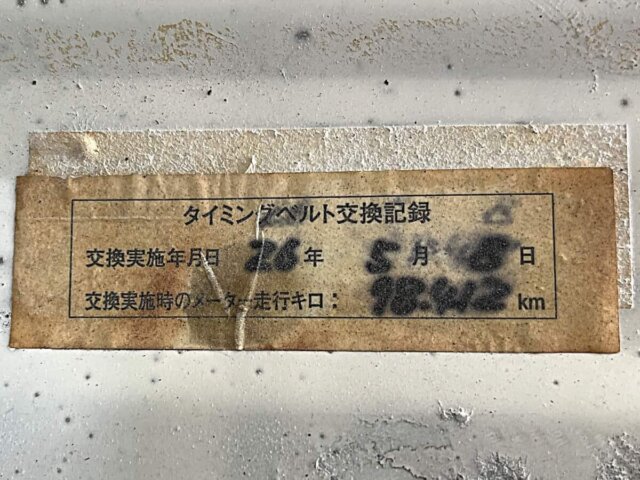 タイミングベルト交換記録
交換実施年月日 26年 5月 日
交換実施時のメーター走行キロ： km